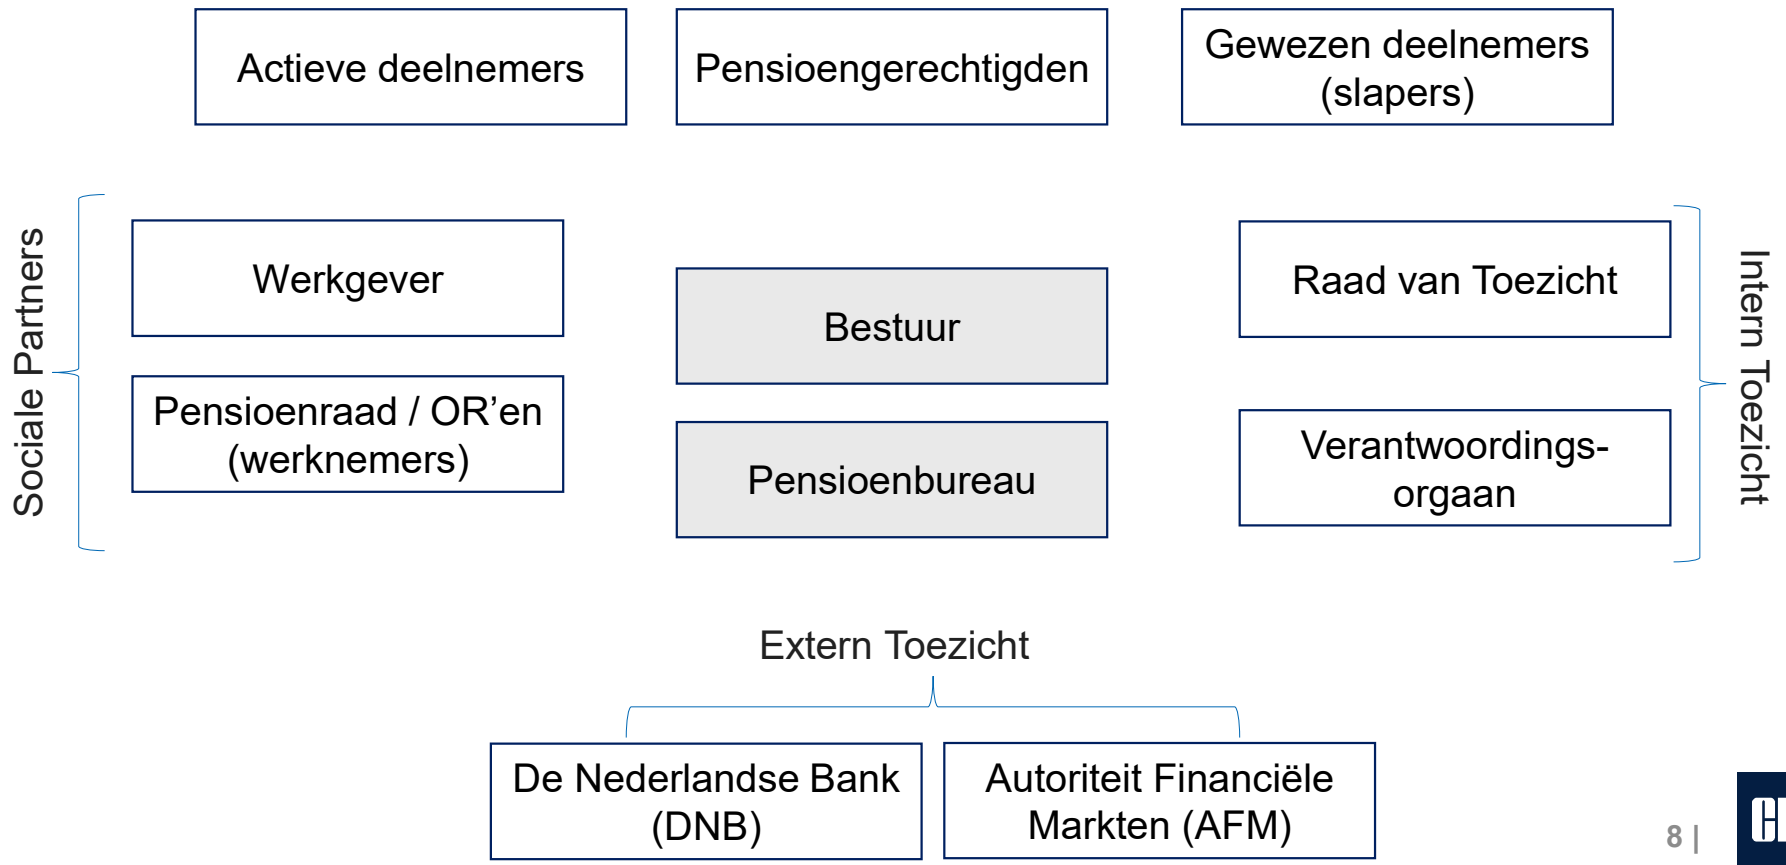 Actieve deelnemers
Pensioengerechtigden
Gewezen deelnemers
(slapers)
Sociale Partners
Werkgever
Pensioenraad / OR’en
(werknemers)
Bestuur
Pensioenbureau
Raad van Toezicht
Verantwoordings-
orgaan
Intern Toezicht
Extern Toezicht
De Nederlandse Bank
(DNB)
Autoriteit Financiële
Markten (AFM)
8 |